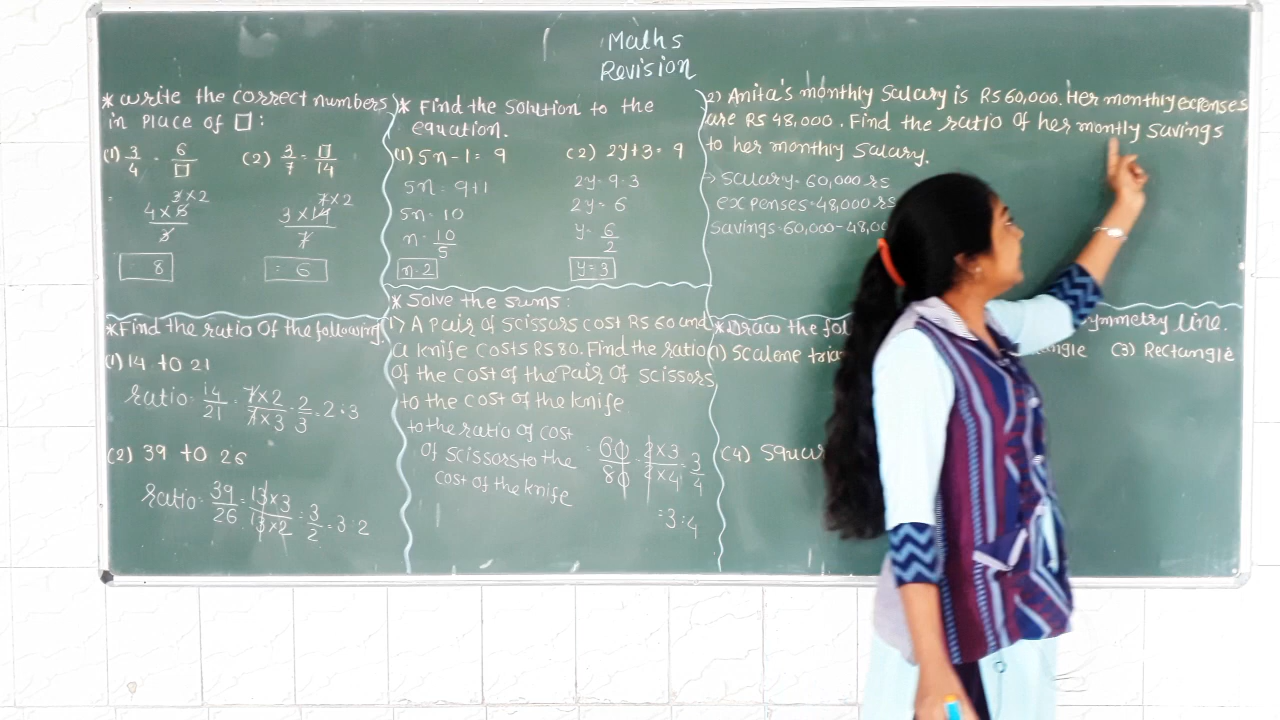 Maths
Revision
* Write the correct numbers
in place of □ :
(1) 3/4 = 6/□ (2) 3/7 = □/14
= 4 × 6 / 3 × 2
3 × 14 / 7 × 2
= 8
= 6
* Find the ratio of the following.
(1) 14 to 21
ratio = 14/21 = 7×2/7×3 = 2/3 = 2:3
(2) 39 to 26
ratio = 39/26 = 13×3/13×2 = 3/2 = 3:2
* Find the solution to the
equation.
(1) 5n-1 = 9 (2) 2y+3 = 9
5n = 9+1 2y = 9-3
5n = 10 2y = 6
n = 10/5 y = 6/2
n = 2 y = 3
* Solve the sums :
1) A pair of scissors cost RS 60 and
a knife costs RS 80. Find the ratio
of the cost of the pair of scissors
to the cost of the knife
to the ratio of cost
of scissors to the
cost of the knife
= 60/80 = 2×3/2×4 = 3/4
= 3:4
2) Anita's monthly salary is RS 60,000. Her monthly expenses
are RS 48,000. Find the ratio of her montly savings
to her monthly salary.
→ salary = 60,000 rs
expenses = 48,000 rs
savings = 60,000 - 48,00
* Draw the fol
ymmetry line.
(1) Scalene trian
angle (3) Rectangle
(4) Squar